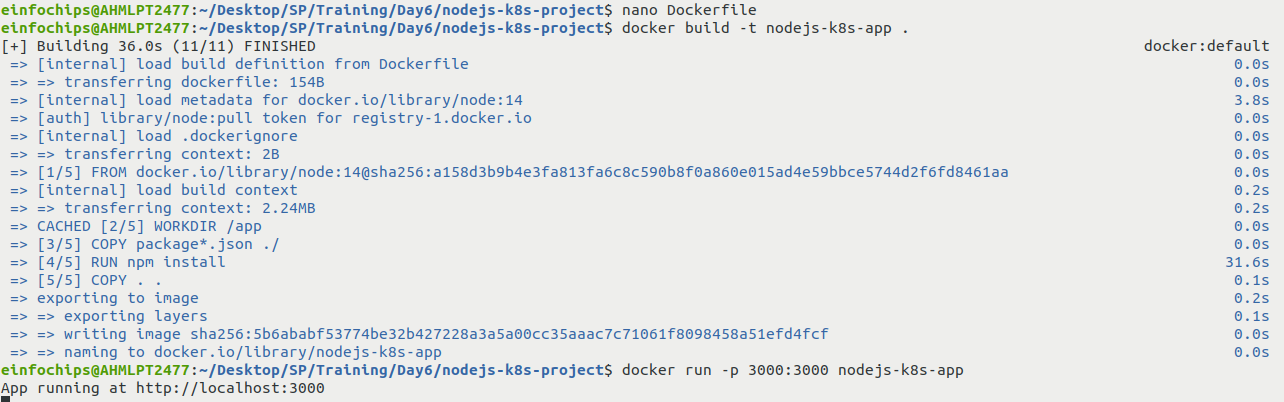 einfochips@AHMLPT2477:~/Desktop/SP/Training/Day6/nodejs-k8s-project$ nano Dockerfile
einfochips@AHMLPT2477:~/Desktop/SP/Training/Day6/nodejs-k8s-project$ docker build -t nodejs-k8s-app .
[+] Building 36.0s (11/11) FINISHED docker:default
=> [internal] load build definition from Dockerfile 0.0s
=> => transferring dockerfile: 154B 0.0s
=> [internal] load metadata for docker.io/library/node:14 3.8s
=> [auth] library/node:pull token for registry-1.docker.io 0.0s
=> [internal] load .dockerignore 0.0s
=> => transferring context: 2B 0.0s
=> [1/5] FROM docker.io/library/node:14@sha256:a158d3b9b4e3fa813fa6c8c590b8f0a860e015ad4e59bbce5744d2f6fd8461aa 0.0s
=> [internal] load build context 0.2s
=> => transferring context: 2.24MB 0.2s
=> CACHED [2/5] WORKDIR /app 0.0s
=> [3/5] COPY package*.json ./ 0.0s
=> [4/5] RUN npm install 31.6s
=> [5/5] COPY . . 0.1s
=> exporting to image 0.2s
=> => exporting layers 0.1s
=> => writing image sha256:5b6ababf53774be32b427228a3a5a00cc35aaac7c71061f8098458a51efd4fcf 0.0s
=> => naming to docker.io/library/nodejs-k8s-app 0.0s
einfochips@AHMLPT2477:~/Desktop/SP/Training/Day6/nodejs-k8s-project$ docker run -p 3000:3000 nodejs-k8s-app
App running at http://localhost:3000